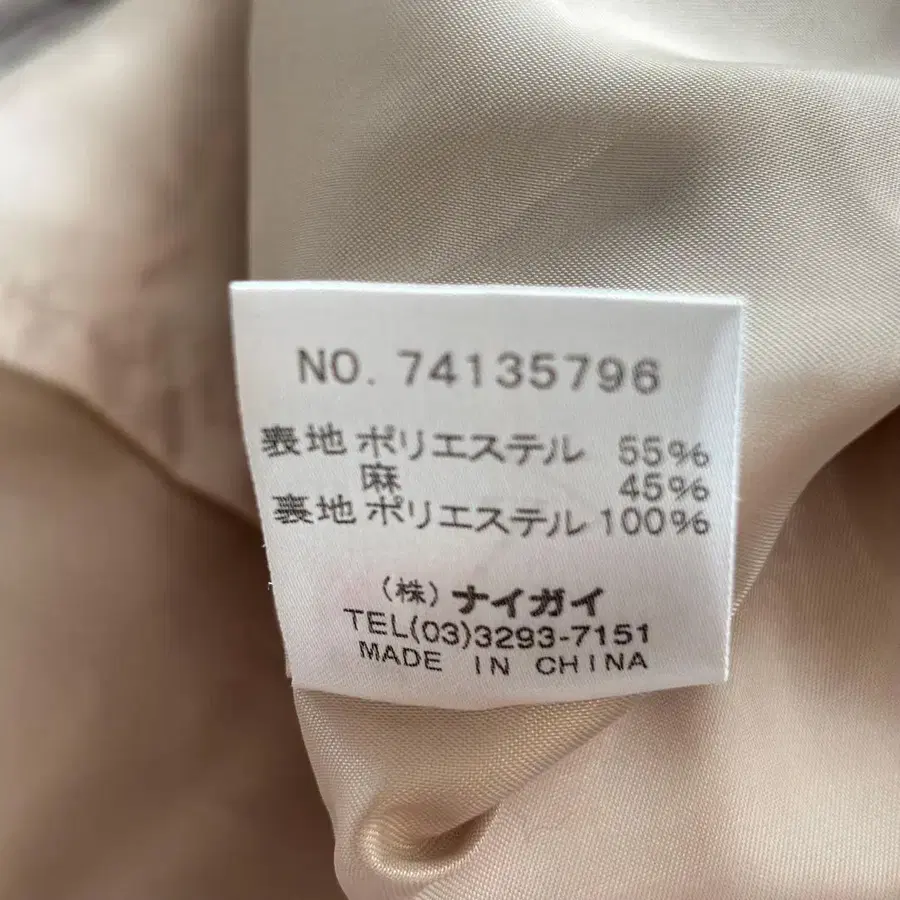 NO. 74135796
表地 ポリエステル 55%
麻 45%
裏地 ポリエステル 100%
(株) ナイガイ
TEL(03)3293-7151
MADE IN CHINA